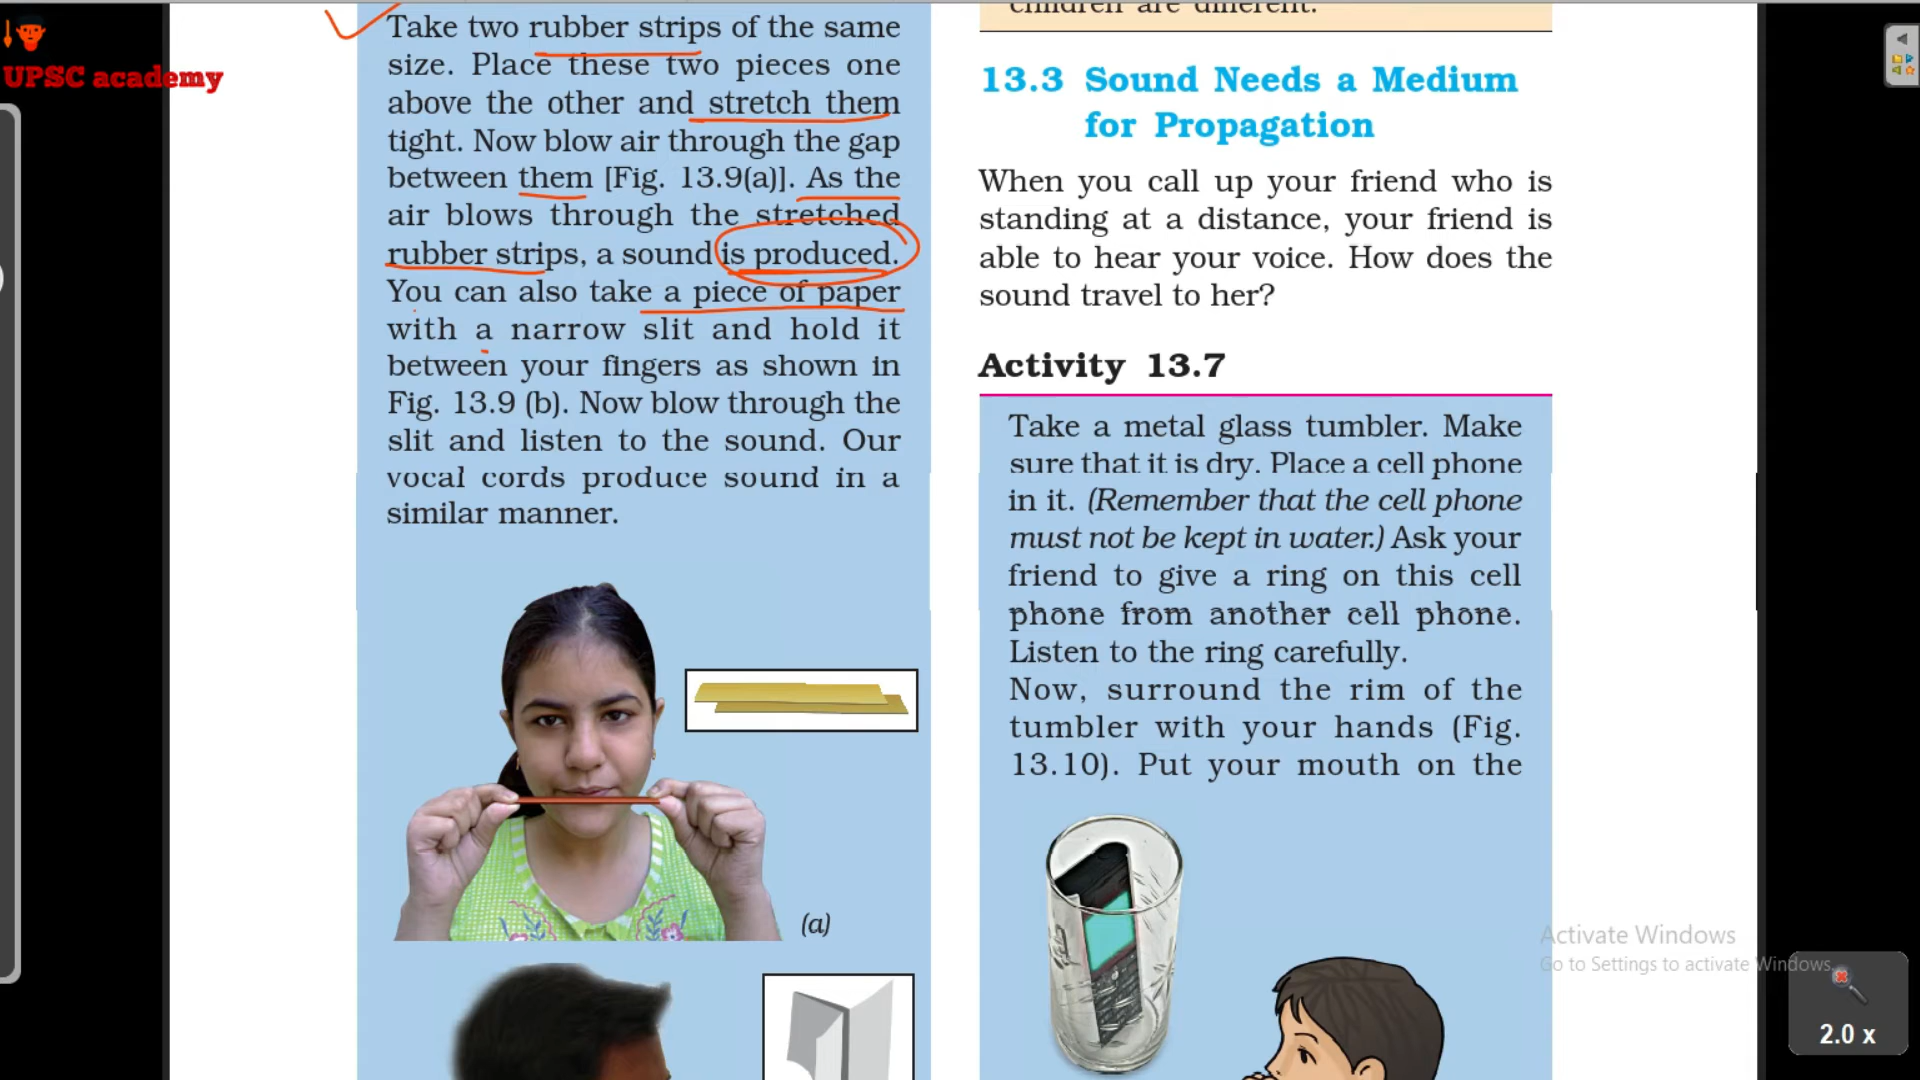 UPSC academy
Take two rubber strips of the same
size. Place these two pieces one
above the other and stretch them
tight. Now blow air through the gap
between them [Fig. 13.9(a)]. As the
air blows through the stretched
rubber strips, a sound is produced.
You can also take a piece of paper
with a narrow slit and hold it
between your fingers as shown in
Fig. 13.9 (b). Now blow through the
slit and listen to the sound. Our
vocal cords produce sound in a
similar manner.
(a)
children are different.
13.3 Sound Needs a Medium
for Propagation
When you call up your friend who is
standing at a distance, your friend is
able to hear your voice. How does the
sound travel to her?
Activity 13.7
Take a metal glass tumbler. Make
sure that it is dry. Place a cell phone
in it. (Remember that the cell phone
must not be kept in water.) Ask your
friend to give a ring on this cell
phone from another cell phone.
Listen to the ring carefully.
Now, surround the rim of the
tumbler with your hands (Fig.
13.10). Put your mouth on the
Activate Windows
Go to Settings to activate Windows.
2.0 x